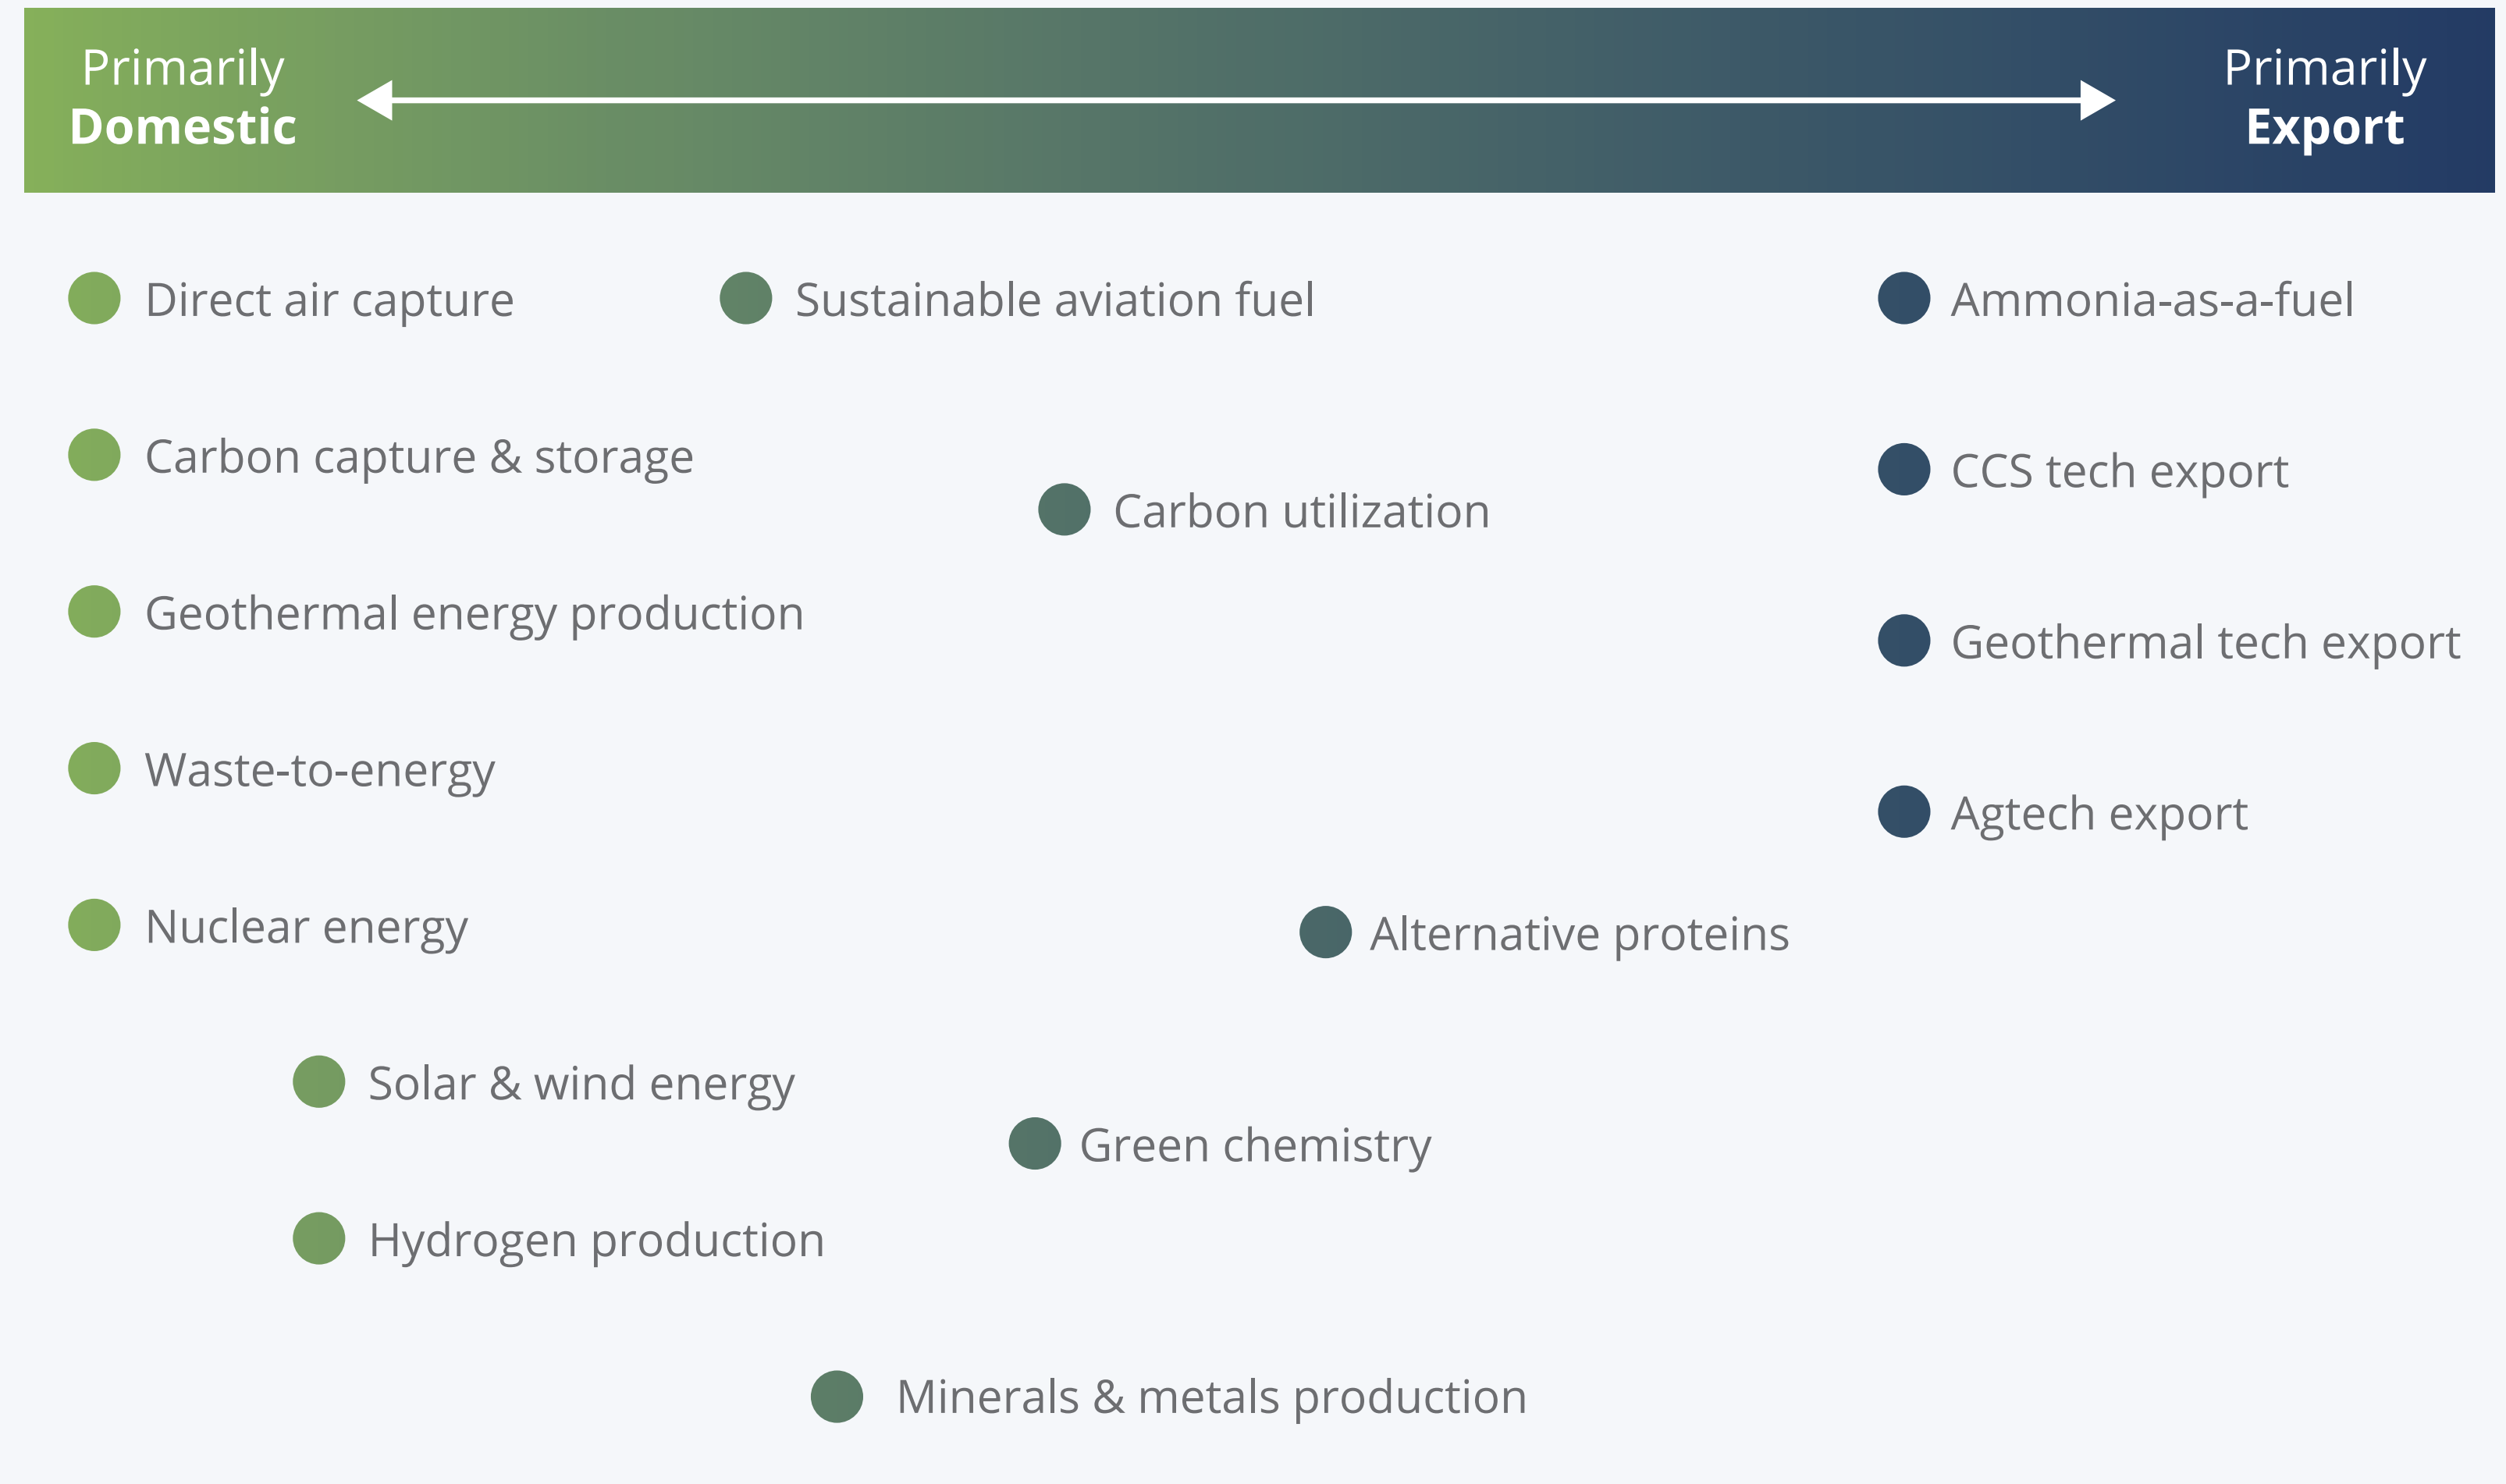 Primarily
Domestic
Primarily
Export
Direct air capture
Sustainable aviation fuel
Ammonia-as-a-fuel
Carbon capture & storage
CCS tech export
Carbon utilization
Geothermal energy production
Geothermal tech export
Waste-to-energy
Agtech export
Nuclear energy
Alternative proteins
Solar & wind energy
Green chemistry
Hydrogen production
Minerals & metals production